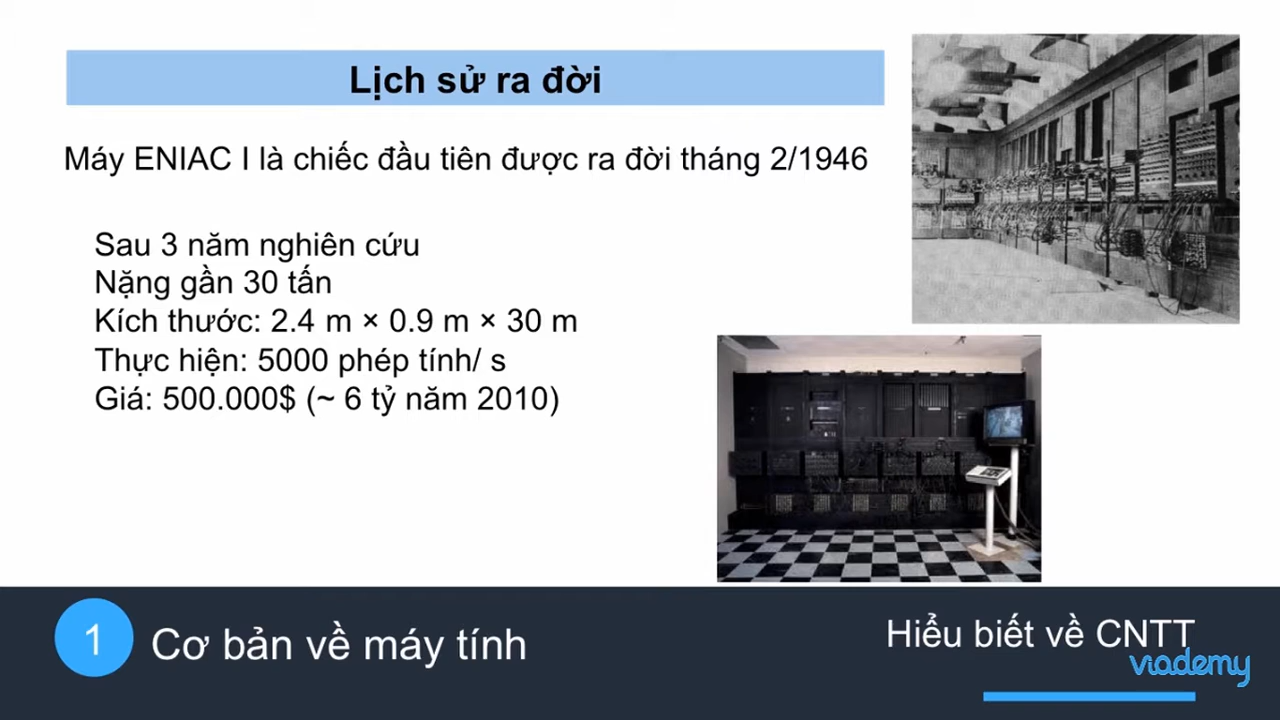 Lịch sử ra đời
Máy ENIAC I là chiếc đầu tiên được ra đời tháng 2/1946
Sau 3 năm nghiên cứu
Nặng gần 30 tấn
Kích thước: 2.4 m × 0.9 m × 30 m
Thực hiện: 5000 phép tính/ s
Giá: 500.000$ (~ 6 tỷ năm 2010)
1
Cơ bản về máy tính
Hiểu biết về CNTT
viademy